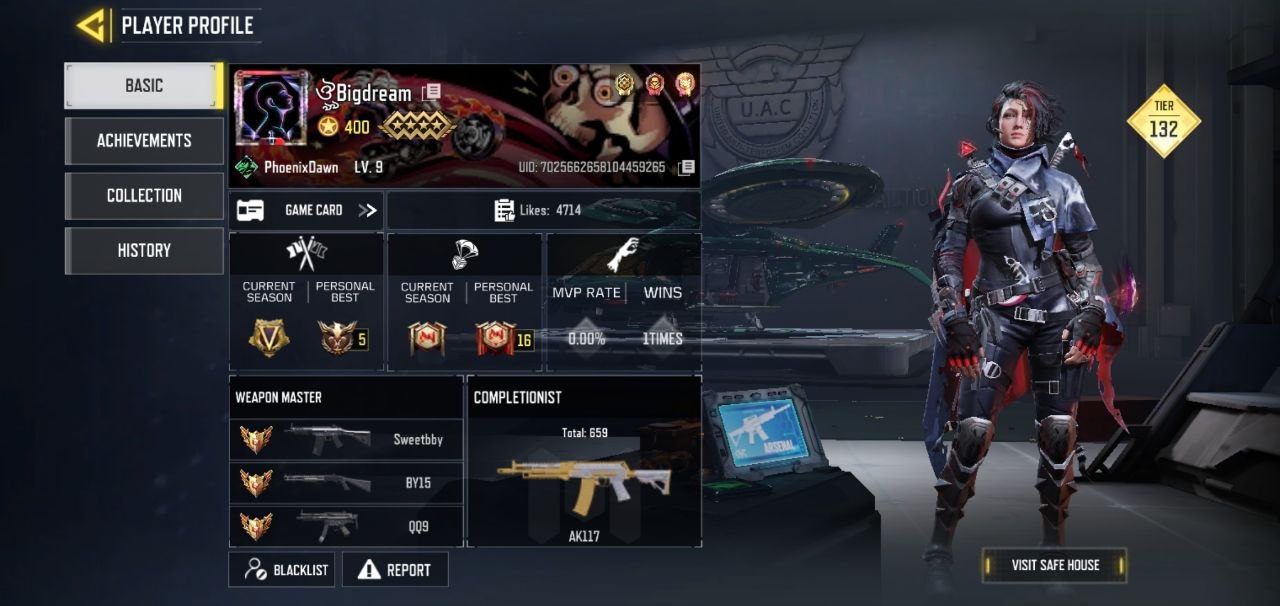 PLAYER PROFILE
BASIC
ACHIEVEMENTS
COLLECTION
HISTORY
ॐBigdream
400
PhoenixDawn LV. 9
UID: 7025662658104459265
GAME CARD
Likes: 4714
CURRENT SEASON
PERSONAL BEST
5
CURRENT SEASON
PERSONAL BEST
16
MVP RATE
WINS
0.00%
1TIMES
WEAPON MASTER
Sweetbby
BY15
QQ9
COMPLETIONIST
Total: 659
AK117
BLACKLIST
REPORT
U.A.C
ARSENAL
TIER
132
VISIT SAFE HOUSE